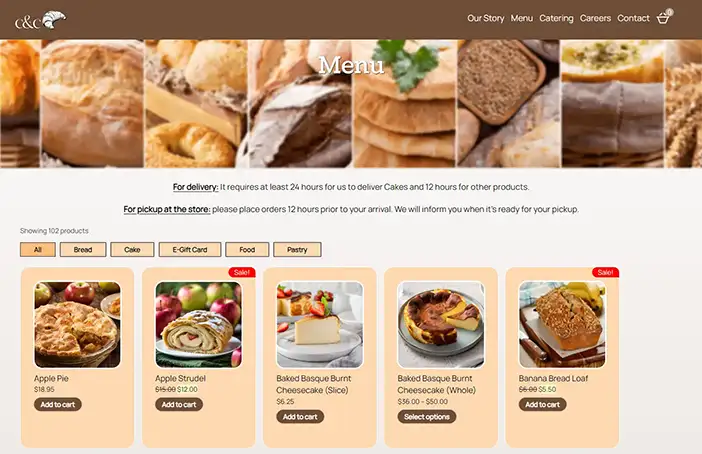 c&c
Our Story Menu Catering Careers Contact 0
Menu
For delivery: It requires at least 24 hours for us to deliver Cakes and 12 hours for other products.
For pickup at the store: please place orders 12 hours prior to your arrival. We will inform you when it's ready for your pickup.
Showing 102 products
All Bread Cake E-Gift Card Food Pastry
Apple Pie
$18.95
Add to cart
Sale!
Apple Strudel
$15.00 $12.00
Add to cart
Baked Basque Burnt
Cheesecake (Slice)
$6.25
Add to cart
Baked Basque Burnt
Cheesecake (Whole)
$36.00 - $50.00
Select options
Sale!
Banana Bread Loaf
$6.00 $5.50
Add to cart